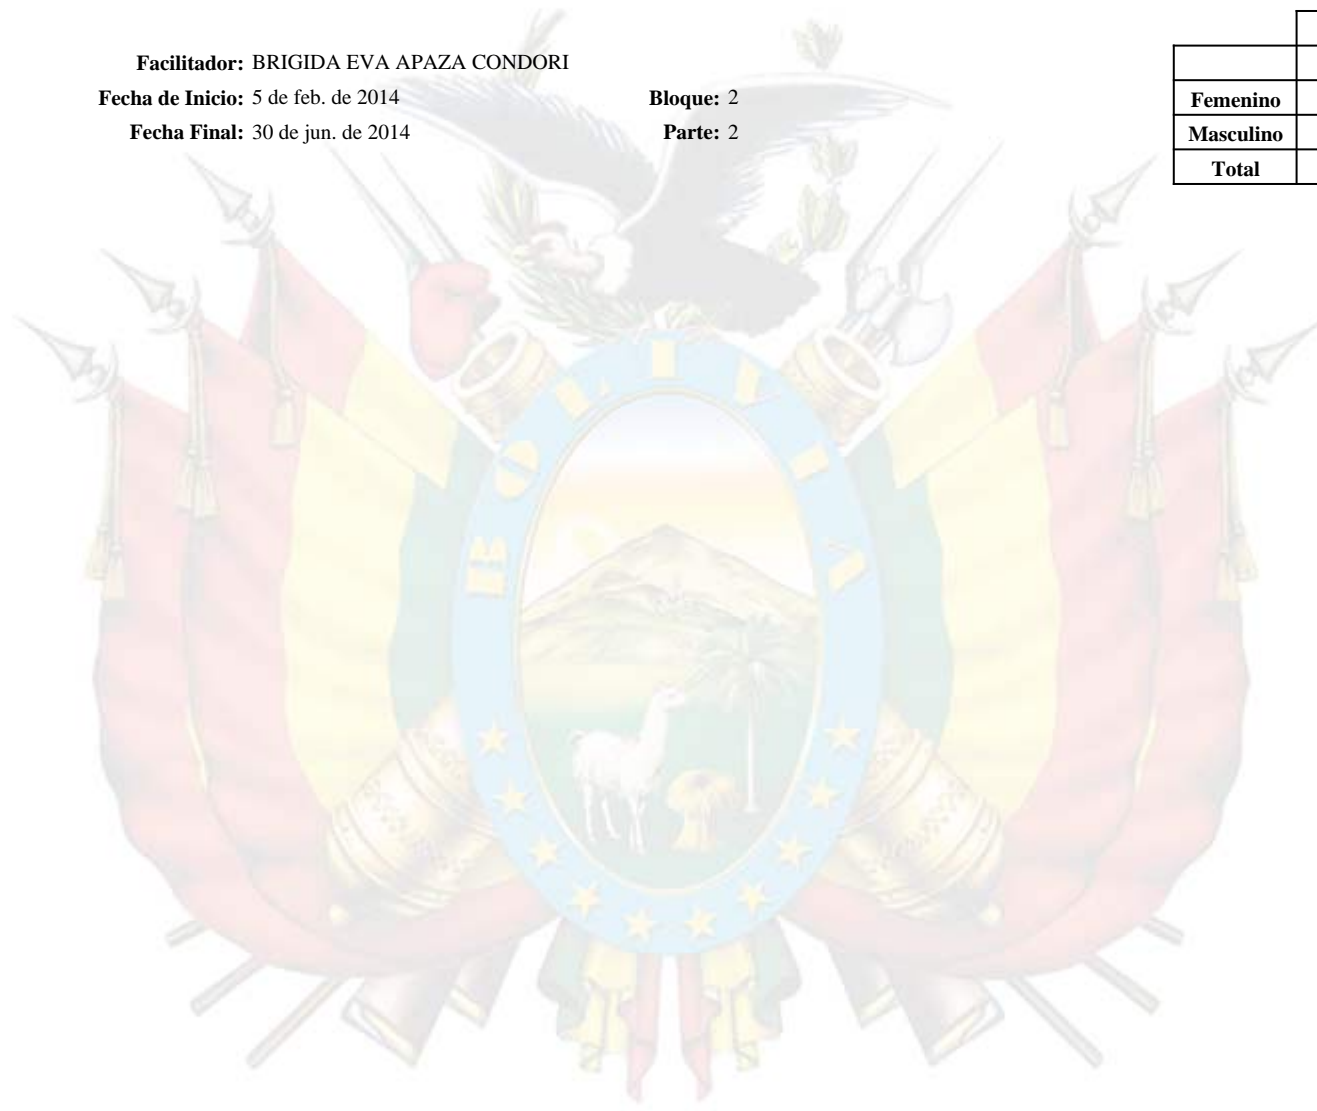 Facilitador: BRIGIDA EVA APAZA CONDORI
Fecha de Inicio: 5 de feb. de 2014 Bloque: 2
Fecha Final: 30 de jun. de 2014 Parte: 2
Femenino
Masculino
Total
BOLIVIA